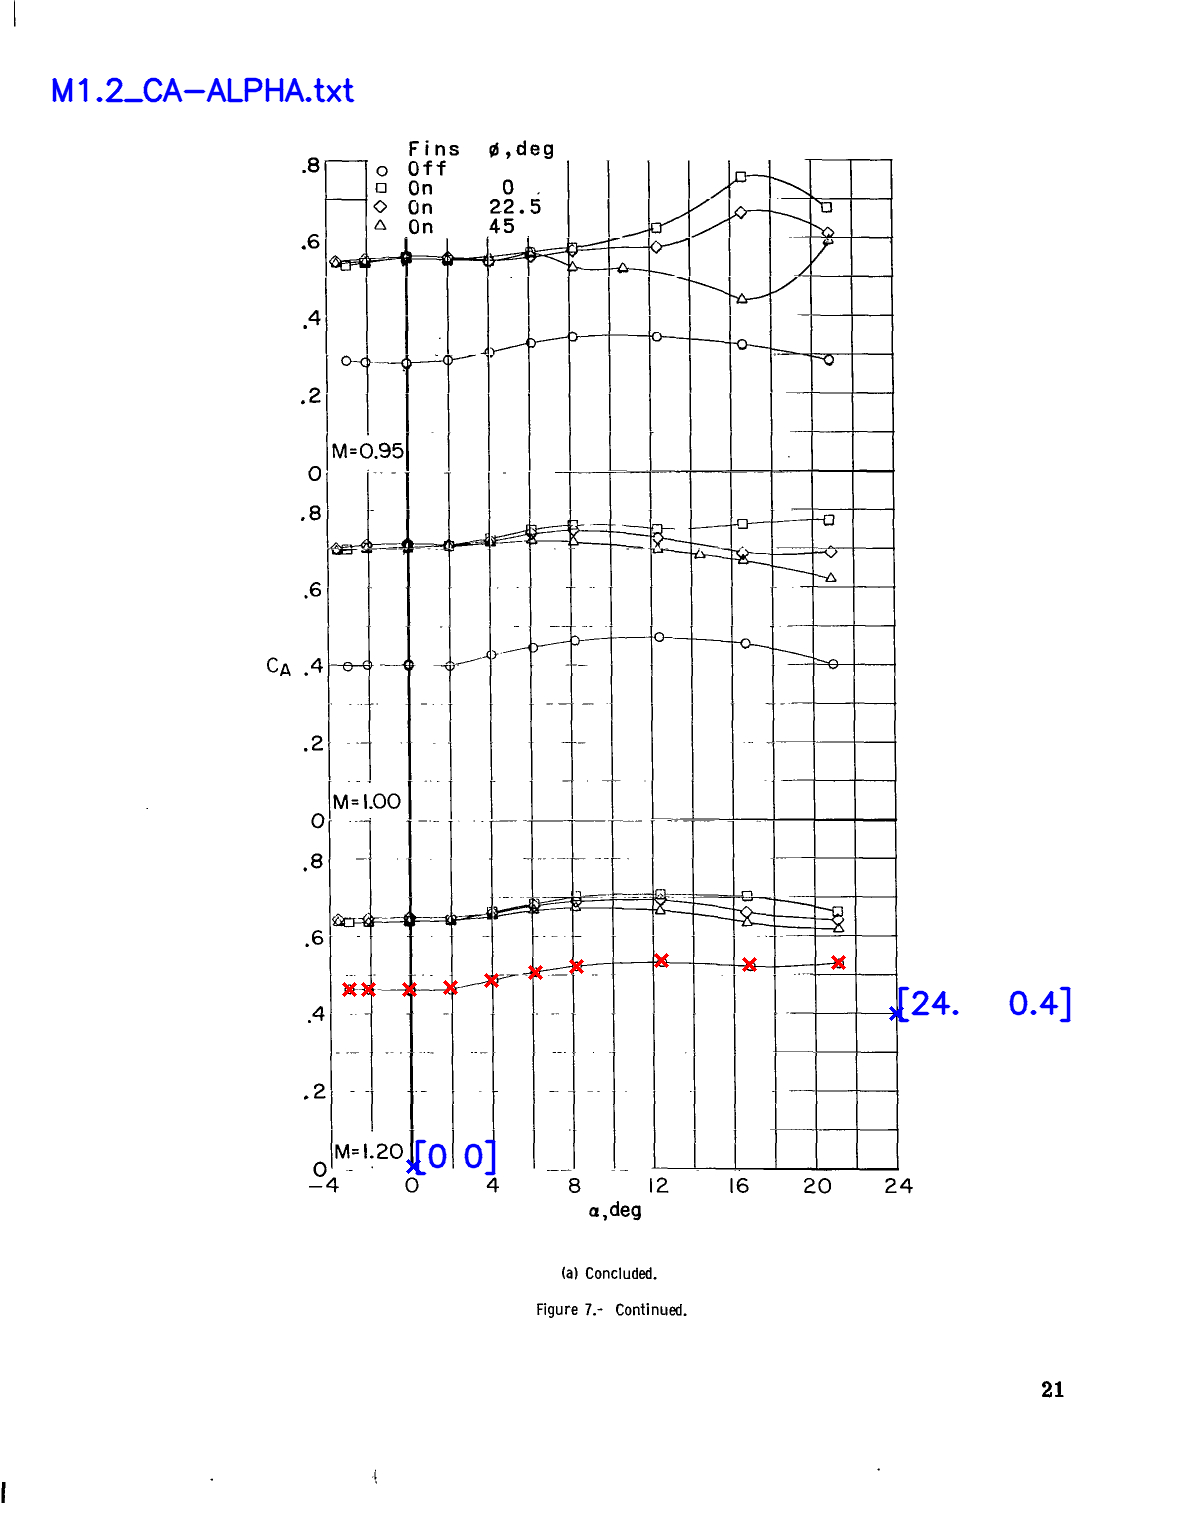 M1.2_CA-ALPHA.txt
Fins ø,deg
Off
On 0
On 22.5
On 45
.8
.6
.4
.2
M=0.95
0
.8
.6
CA .4
.2
M=1.00
0
.8
.6
.4
[24. 0.4]
.2
M=1.20
[0 0]
0
-4 0 4 8 12 16 20 24
α,deg
(a) Concluded.
Figure 7.- Continued.
21